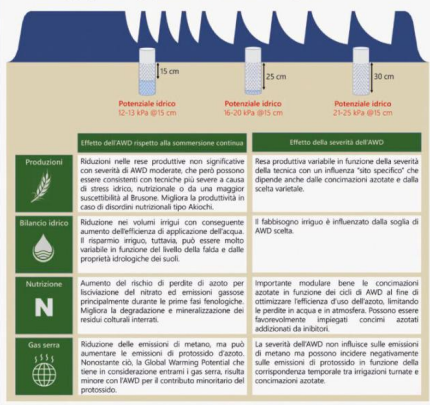 15 cm
25 cm
30 cm
Potenziale idrico
12-13 kPa @15 cm
Potenziale idrico
16-20 kPa @15 cm
Potenziale idrico
21-25 kPa @15 cm
Effetto dell'AWD rispetto alla sommersione continua
Effetto della severità dell'AWD
Produzioni
Riduzioni nelle rese produttive non significative
con severità di AWD moderate, che però possono
essere consistenti con tecniche più severe a causa
di stress idrico, nutrizionale o da una maggior
suscettibilità al Brusone. Migliora la produttività in
caso di disordini nutrizionali tipo Akiochi.
Resa produttiva variabile in funzione della severità
della tecnica con un influenza "sito specifico" che
dipende anche dalle concimazioni azotate e dalla
scelta varietale.
Bilancio idrico
Riduzione nei volumi irrigui con conseguente
aumento dell'efficienza di applicazione dell'acqua.
Il risparmio irriguo, tuttavia, può essere molto
variabile in funzione del livello della falda e dalle
proprietà idrologiche dei suoli.
Il fabbisogno irriguo è influenzato dalla soglia di
AWD scelta.
Nutrizione
N
Aumento del rischio di perdite di azoto per
lisciviazione del nitrato ed emissioni gassose
principalmente durante le prime fasi fenologiche.
Migliora la degradazione e mineralizzazione dei
residui colturali interrati.
Importante modulare bene le concimazioni
azotate in funzione dei cicli di AWD al fine di
ottimizzare l'efficienza d'uso dell'azoto, limitando
le perdite in acqua e in atmosfera. Possono essere
favorevolmente impiegati concimi azotati
addizionati da inibitori.
Gas serra
Riduzione delle emissioni di metano, ma può
aumentare le emissioni di protossido d'azoto.
Nonostante ciò, la Global Warming Potential che
tiene in considerazione entrami i gas serra, risulta
minore con l'AWD per il contributo minoritario del
protossido.
La severità dell'AWD non influisce sulle emissioni
di metano ma possono incidere negativamente
sulle emissioni di protossido in funzione della
corrispondenza temporale tra irrigazioni turnate e
concimazioni azotate.